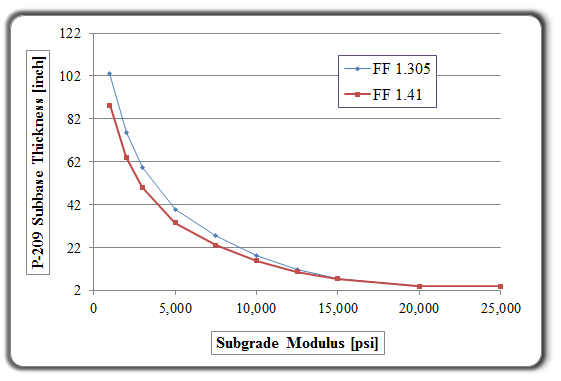 122
102
82
62
42
22
2
P-209 Subbase Thickness [inch]
FF 1.305
FF 1.41
0 5,000 10,000 15,000 20,000 25,000
Subgrade Modulus [psi]